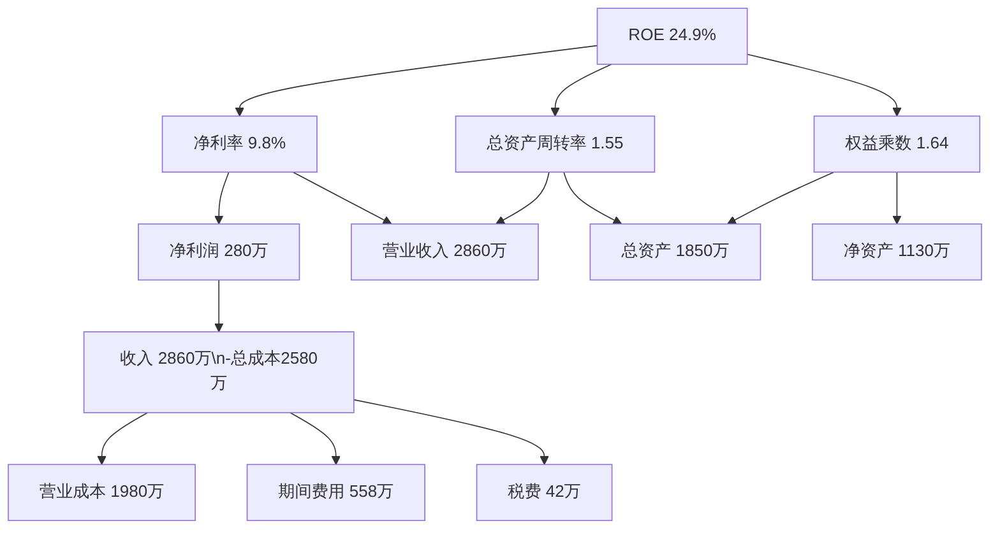 ROE 24.9%
净利率 9.8%
总资产周转率 1.55
权益乘数 1.64
净利润 280万
营业收入 2860万
总资产 1850万
净资产 1130万
收入 2860万\n-总成本2580
万
营业成本 1980万
期间费用 558万
税费 42万